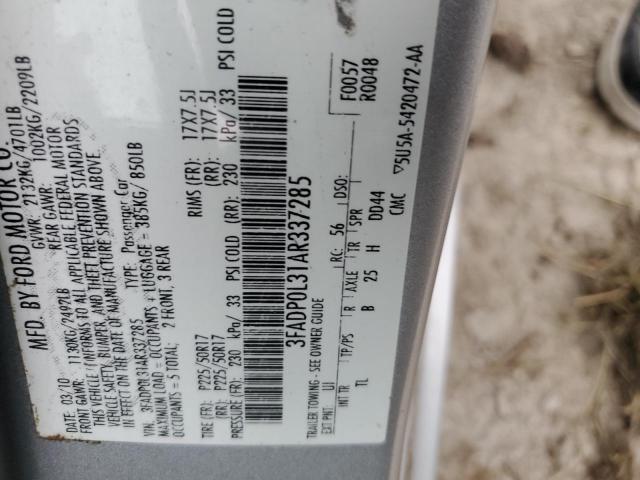 MFD. BY FORD MOTOR CO.
03/10 GVWR: 2132KG/4701LB
FRONT GAWR: 1130KG/2492LB REAR GAWR: 1002KG/2209LB
THIS VEHICLE CONFORMS TO ALL APPLICABLE FEDERAL MOTOR
VEHICLE SAFETY, BUMPER, AND THEFT PREVENTION STANDARDS
IN EFFECT ON THE DATE OF MANUFACTURE SHOWN ABOVE.
VIN: 3FADP0L31AR337285 TYPE: Passenger Car
MAXIMUM LOAD = OCCUPANTS + LUGGAGE = 385KG/ 850LB
OCCUPANTS = 5 TOTAL; 2 FRONT, 3 REAR
TIRE (FR): P225/50R17 RIMS (FR): 17X7.5J
TIRE (RR): P225/50R17 (RR): 17X7.5J
PRESSURE (FR): 230 kPa/ 33 PSI COLD (RR): 230 kPa/ 33 PSI COLD
3FADP0L31AR337285
TRAILER TOWING - SEE OWNER GUIDE
F0057
R0048
EXT PNT: UI RC: 56 DSO:
INT TR TP/PS R AXLE TR SPR
TL B 25 H DD44
CMC ▽5U5A-5420472-AA